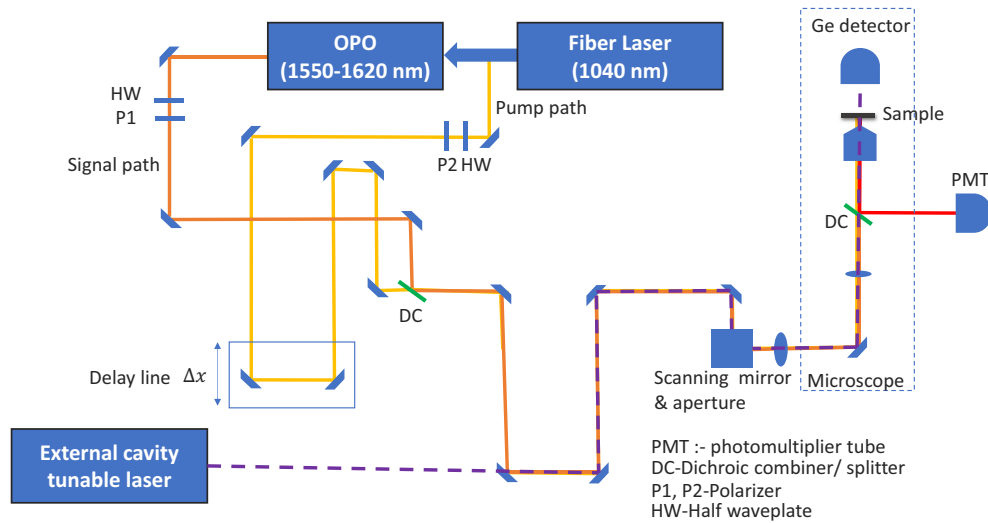 OPO
(1550-1620 nm)
Fiber Laser
(1040 nm)
Ge detector
HW
P1
Pump path
Sample
Signal path
P2 HW
PMT
DC
DC
Delay line Δx
Scanning mirror
& aperture
Microscope
External cavity
tunable laser
PMT :- photomultiplier tube
DC-Dichroic combiner/ splitter
P1, P2-Polarizer
HW-Half waveplate